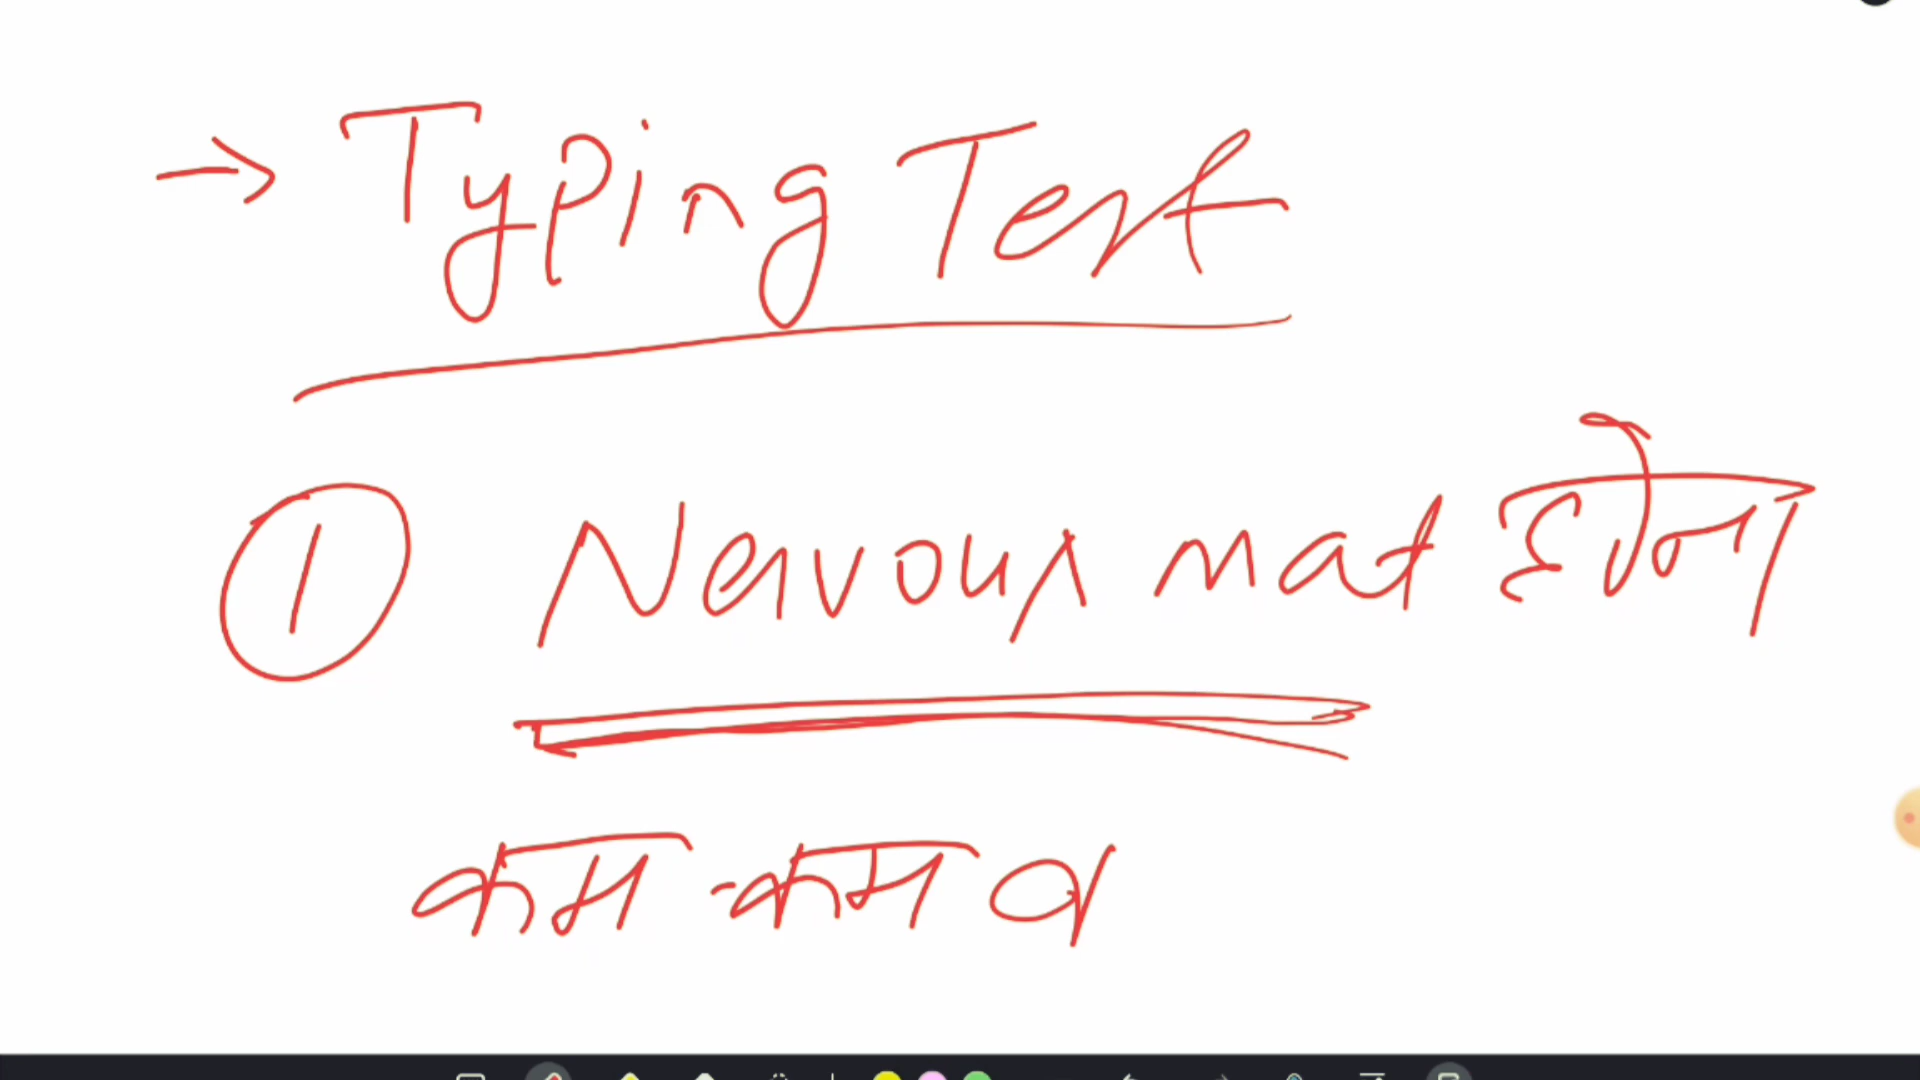 → Typing Test
① Nervous mat होना
कम कम व